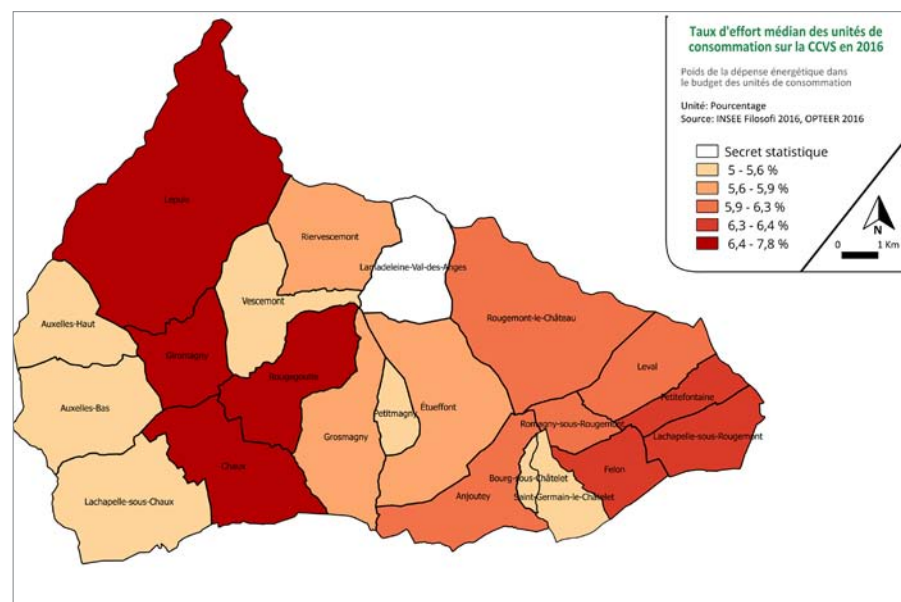 Taux d'effort médian des unités de
consommation sur la CCVS en 2016
Poids de la dépense énergétique dans
le budget des unités de consommation
Unité: Pourcentage
Source: INSEE Filosofi 2016, OPTEER 2016
Secret statistique
5 - 5,6 %
5,6 - 5,9 %
5,9 - 6,3 %
6,3 - 6,4 %
6,4 - 7,8 %
N
0 1 Km
Lepuix
Riervescemont
Lamadeleine-Val-des-Anges
Vescemont
Auxelles-Haut
Rougemont-le-Château
Giromagny
Leval
Rougegoutte
Petitefontaine
Auxelles-Bas
Étueffont
Petitmagny
Romagny-sous-Rougemont
Lachapelle-sous-Rougemont
Grosmagny
Chaux
Felon
Bourg-sous-Châtelet
Anjoutey
Saint-Germain-le-Châtelet
Lachapelle-sous-Chaux